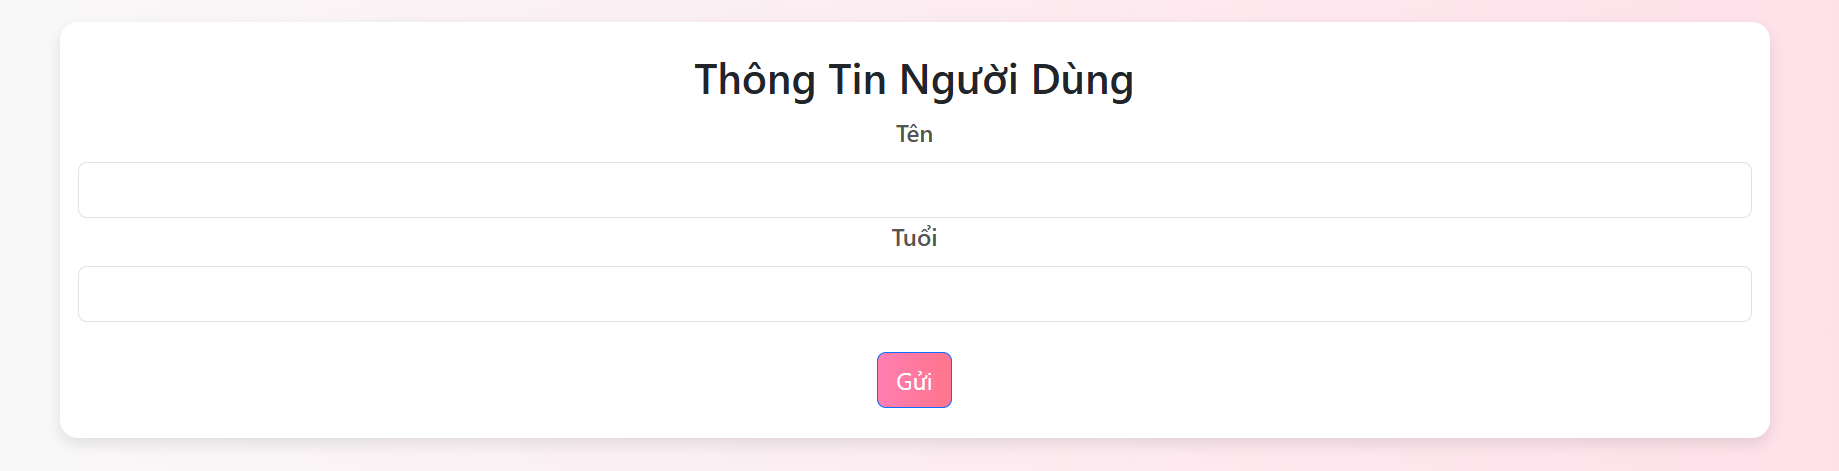 Thông Tin Người Dùng
Tên
Tuổi
Gửi